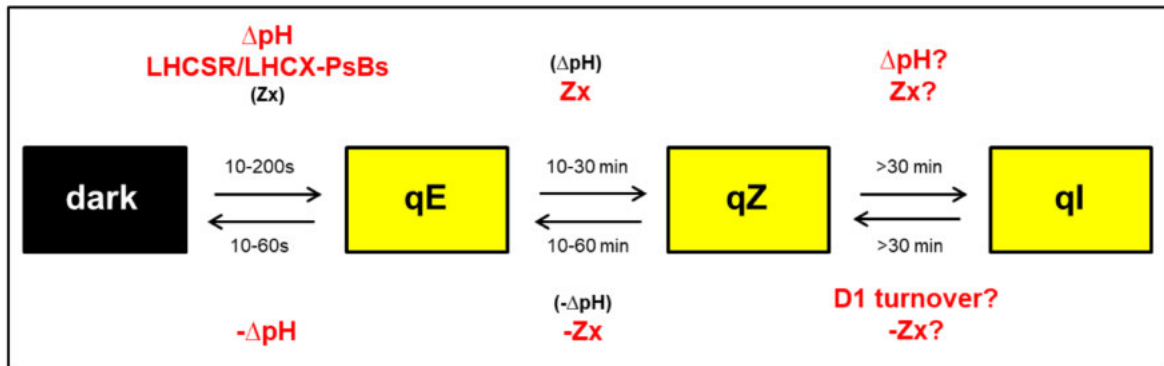 ΔpH
LHCSR/LHCX-PsBs
(Zx)
(ΔpH)
Zx
ΔpH?
Zx?
dark
10-200s
10-60s
qE
10-30 min
10-60 min
qZ
>30 min
>30 min
qI
-ΔpH
(-ΔpH)
-Zx
D1 turnover?
-Zx?